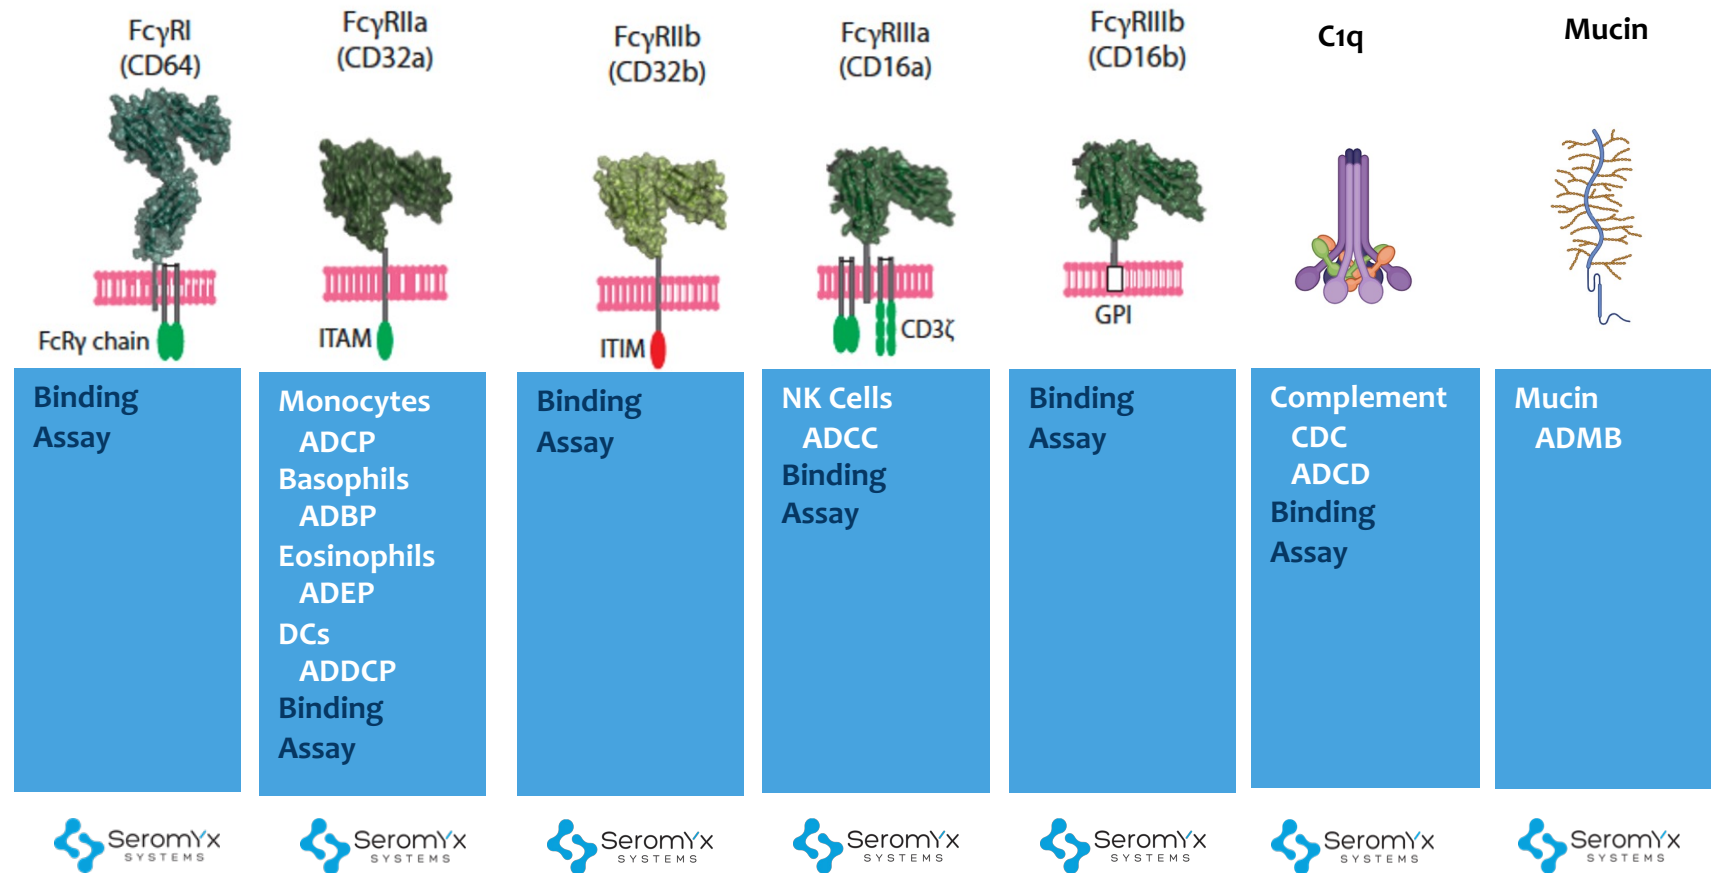 FcγRI
(CD64)
FcRγ chain
Binding
Assay
SeromYx
SYSTEMS
FcγRIIa
(CD32a)
ITAM
Monocytes
ADCP
Basophils
ADBP
Eosinophils
ADEP
DCs
ADDCP
Binding
Assay
SeromYx
SYSTEMS
FcγRIIb
(CD32b)
ITIM
Binding
Assay
SeromYx
SYSTEMS
FcγRIIIa
(CD16a)
CD3ζ
NK Cells
ADCC
Binding
Assay
SeromYx
SYSTEMS
FcγRIIIb
(CD16b)
GPI
Binding
Assay
SeromYx
SYSTEMS
C1q
Complement
CDC
ADCD
Binding
Assay
SeromYx
SYSTEMS
Mucin
Mucin
ADMB
SeromYx
SYSTEMS